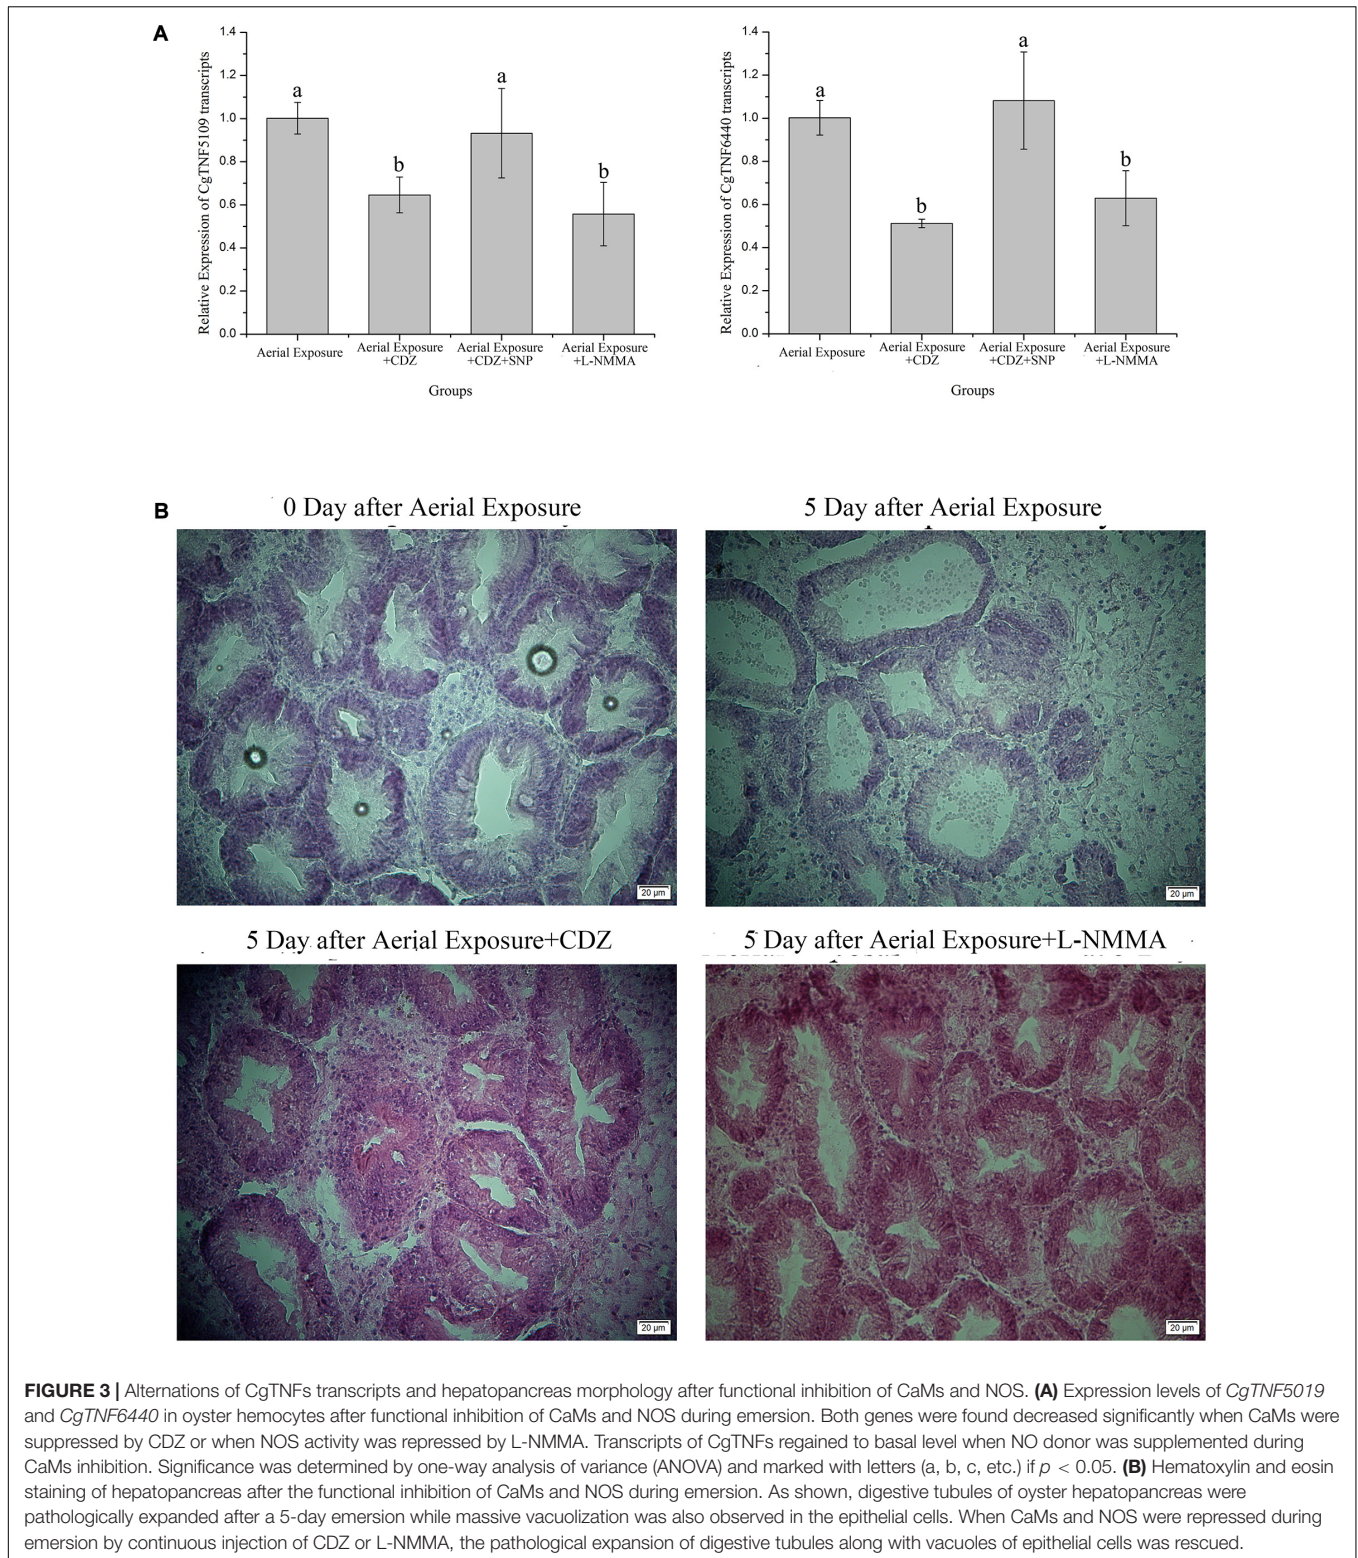 A
Relative Expression of CgTNF5109 transcripts
1.4
1.2
1.0
0.8
0.6
0.4
0.2
0.0
a
b
a
b
Aerial Exposure
Aerial Exposure
+CDZ
Aerial Exposure
+CDZ+SNP
Aerial Exposure
+L-NMMA
Groups
Relative Expression of CgTNF6440 transcripts
1.4
1.2
1.0
0.8
0.6
0.4
0.2
0.0
a
b
a
b
Aerial Exposure
Aerial Exposure
+CDZ
Aerial Exposure
+CDZ+SNP
Aerial Exposure
+L-NMMA
Groups
B
0 Day after Aerial Exposure
5 Day after Aerial Exposure
20 µm
20 µm
5 Day after Aerial Exposure+CDZ
5 Day after Aerial Exposure+L-NMMA
20 µm
20 µm
FIGURE 3 | Alternations of CgTNFs transcripts and hepatopancreas morphology after functional inhibition of CaMs and NOS. (A) Expression levels of CgTNF5019
and CgTNF6440 in oyster hemocytes after functional inhibition of CaMs and NOS during emersion. Both genes were found decreased significantly when CaMs were
suppressed by CDZ or when NOS activity was repressed by L-NMMA. Transcripts of CgTNFs regained to basal level when NO donor was supplemented during
CaMs inhibition. Significance was determined by one-way analysis of variance (ANOVA) and marked with letters (a, b, c, etc.) if p < 0.05. (B) Hematoxylin and eosin
staining of hepatopancreas after the functional inhibition of CaMs and NOS during emersion. As shown, digestive tubules of oyster hepatopancreas were
pathologically expanded after a 5-day emersion while massive vacuolization was also observed in the epithelial cells. When CaMs and NOS were repressed during
emersion by continuous injection of CDZ or L-NMMA, the pathological expansion of digestive tubules along with vacuoles of epithelial cells was rescued.